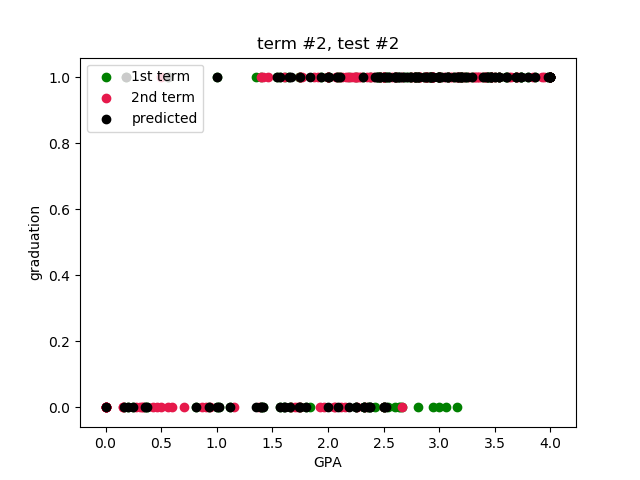 term #2, test #2
1st term
2nd term
predicted
graduation
1.0
0.8
0.6
0.4
0.2
0.0
0.0 0.5 1.0 1.5 2.0 2.5 3.0 3.5 4.0
GPA